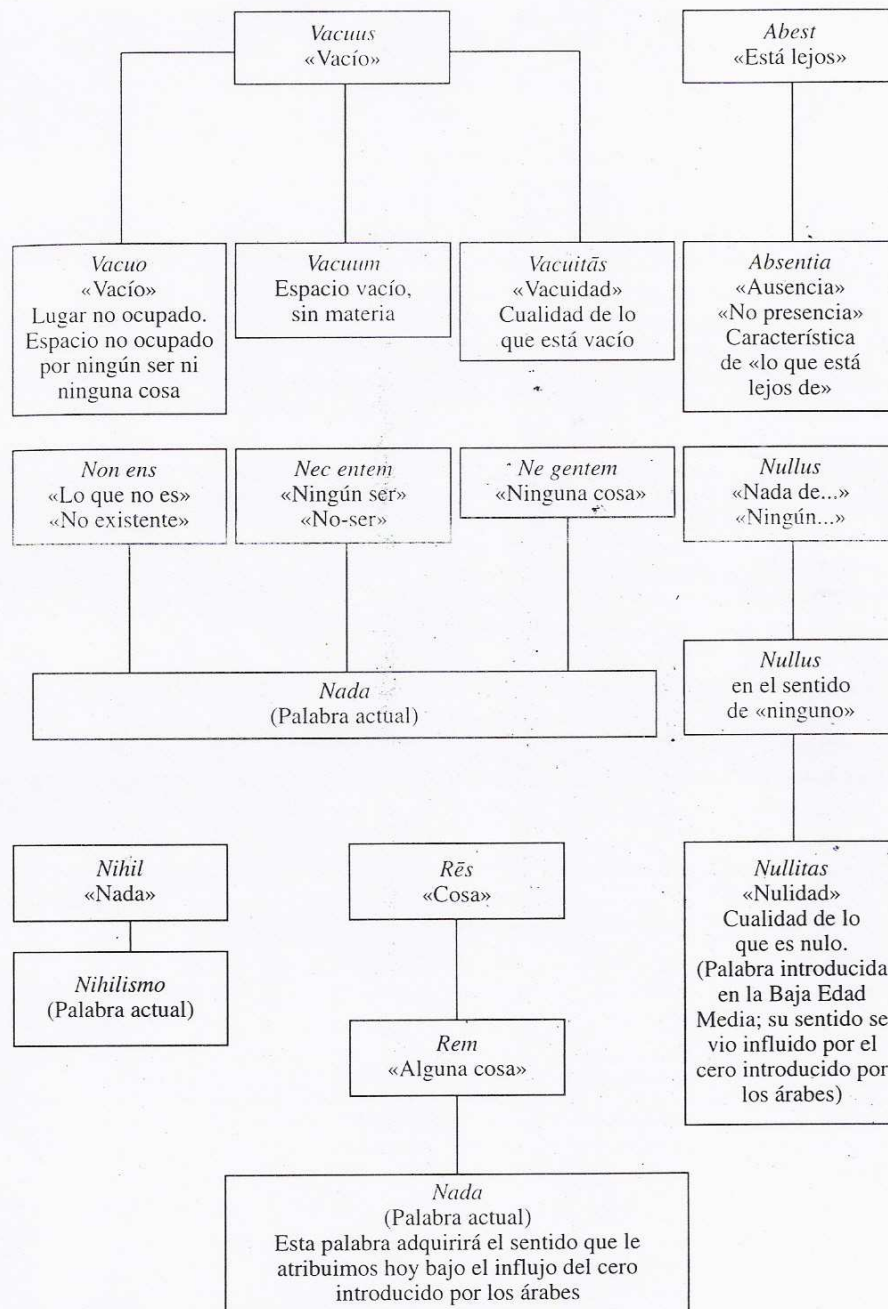 Vacuus
«Vacío»
Abest
«Está lejos»
Vacuo
«Vacío»
Lugar no ocupado.
Espacio no ocupado
por ningún ser ni
ninguna cosa
Vacuum
Espacio vacío,
sin materia
Vacuitās
«Vacuidad»
Cualidad de lo
que está vacío
Absentia
«Ausencia»
«No presencia»
Característica
de «lo que está
lejos de»
Non ens
«Lo que no es»
«No existente»
Nec entem
«Ningún ser»
«No-ser»
Ne gentem
«Ninguna cosa»
Nullus
«Nada de...»
«Ningún...»
Nada
(Palabra actual)
Nullus
en el sentido
de «ninguno»
Nihil
«Nada»
Nihilismo
(Palabra actual)
Rēs
«Cosa»
Rem
«Alguna cosa»
Nada
(Palabra actual)
Esta palabra adquirirá el sentido que le
atribuimos hoy bajo el influjo del cero
introducido por los árabes
Nullitas
«Nulidad»
Cualidad de lo
que es nulo.
(Palabra introducida
en la Baja Edad
Media; su sentido se
vio influido por el
cero introducido por
los árabes)